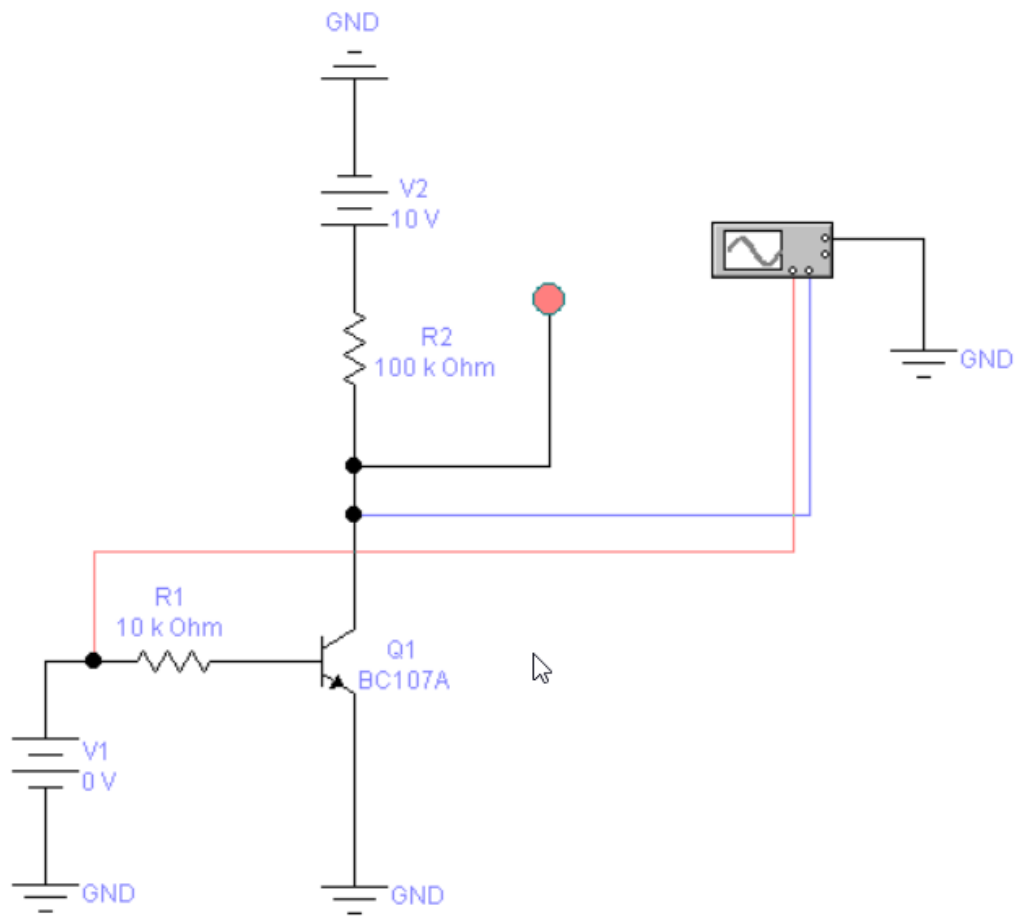 GND
V2
10 V
R2
100 k Ohm
GND
R1
10 k Ohm
Q1
BC107A
V1
0 V
GND
GND